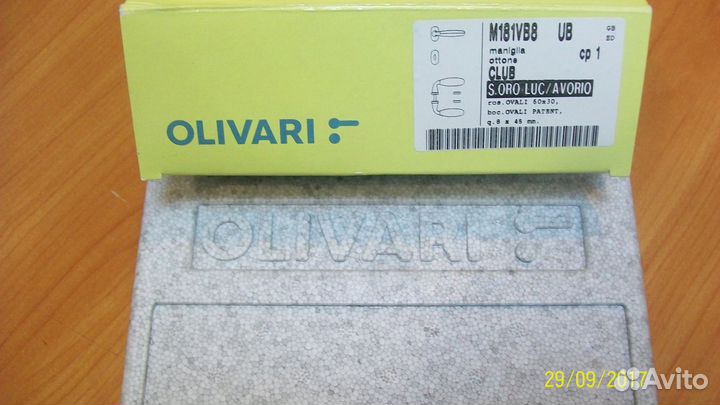 M181VB8 UB GB
ED
maniglia
ottone cp 1
CLUB
S.ORO LUC/AVORIO
ros.OVALI 60x30,
boc.OVALI PATENT,
q.8 x 45 mm.
OLIVARI
OLIVARI
29/09/2017
Avito